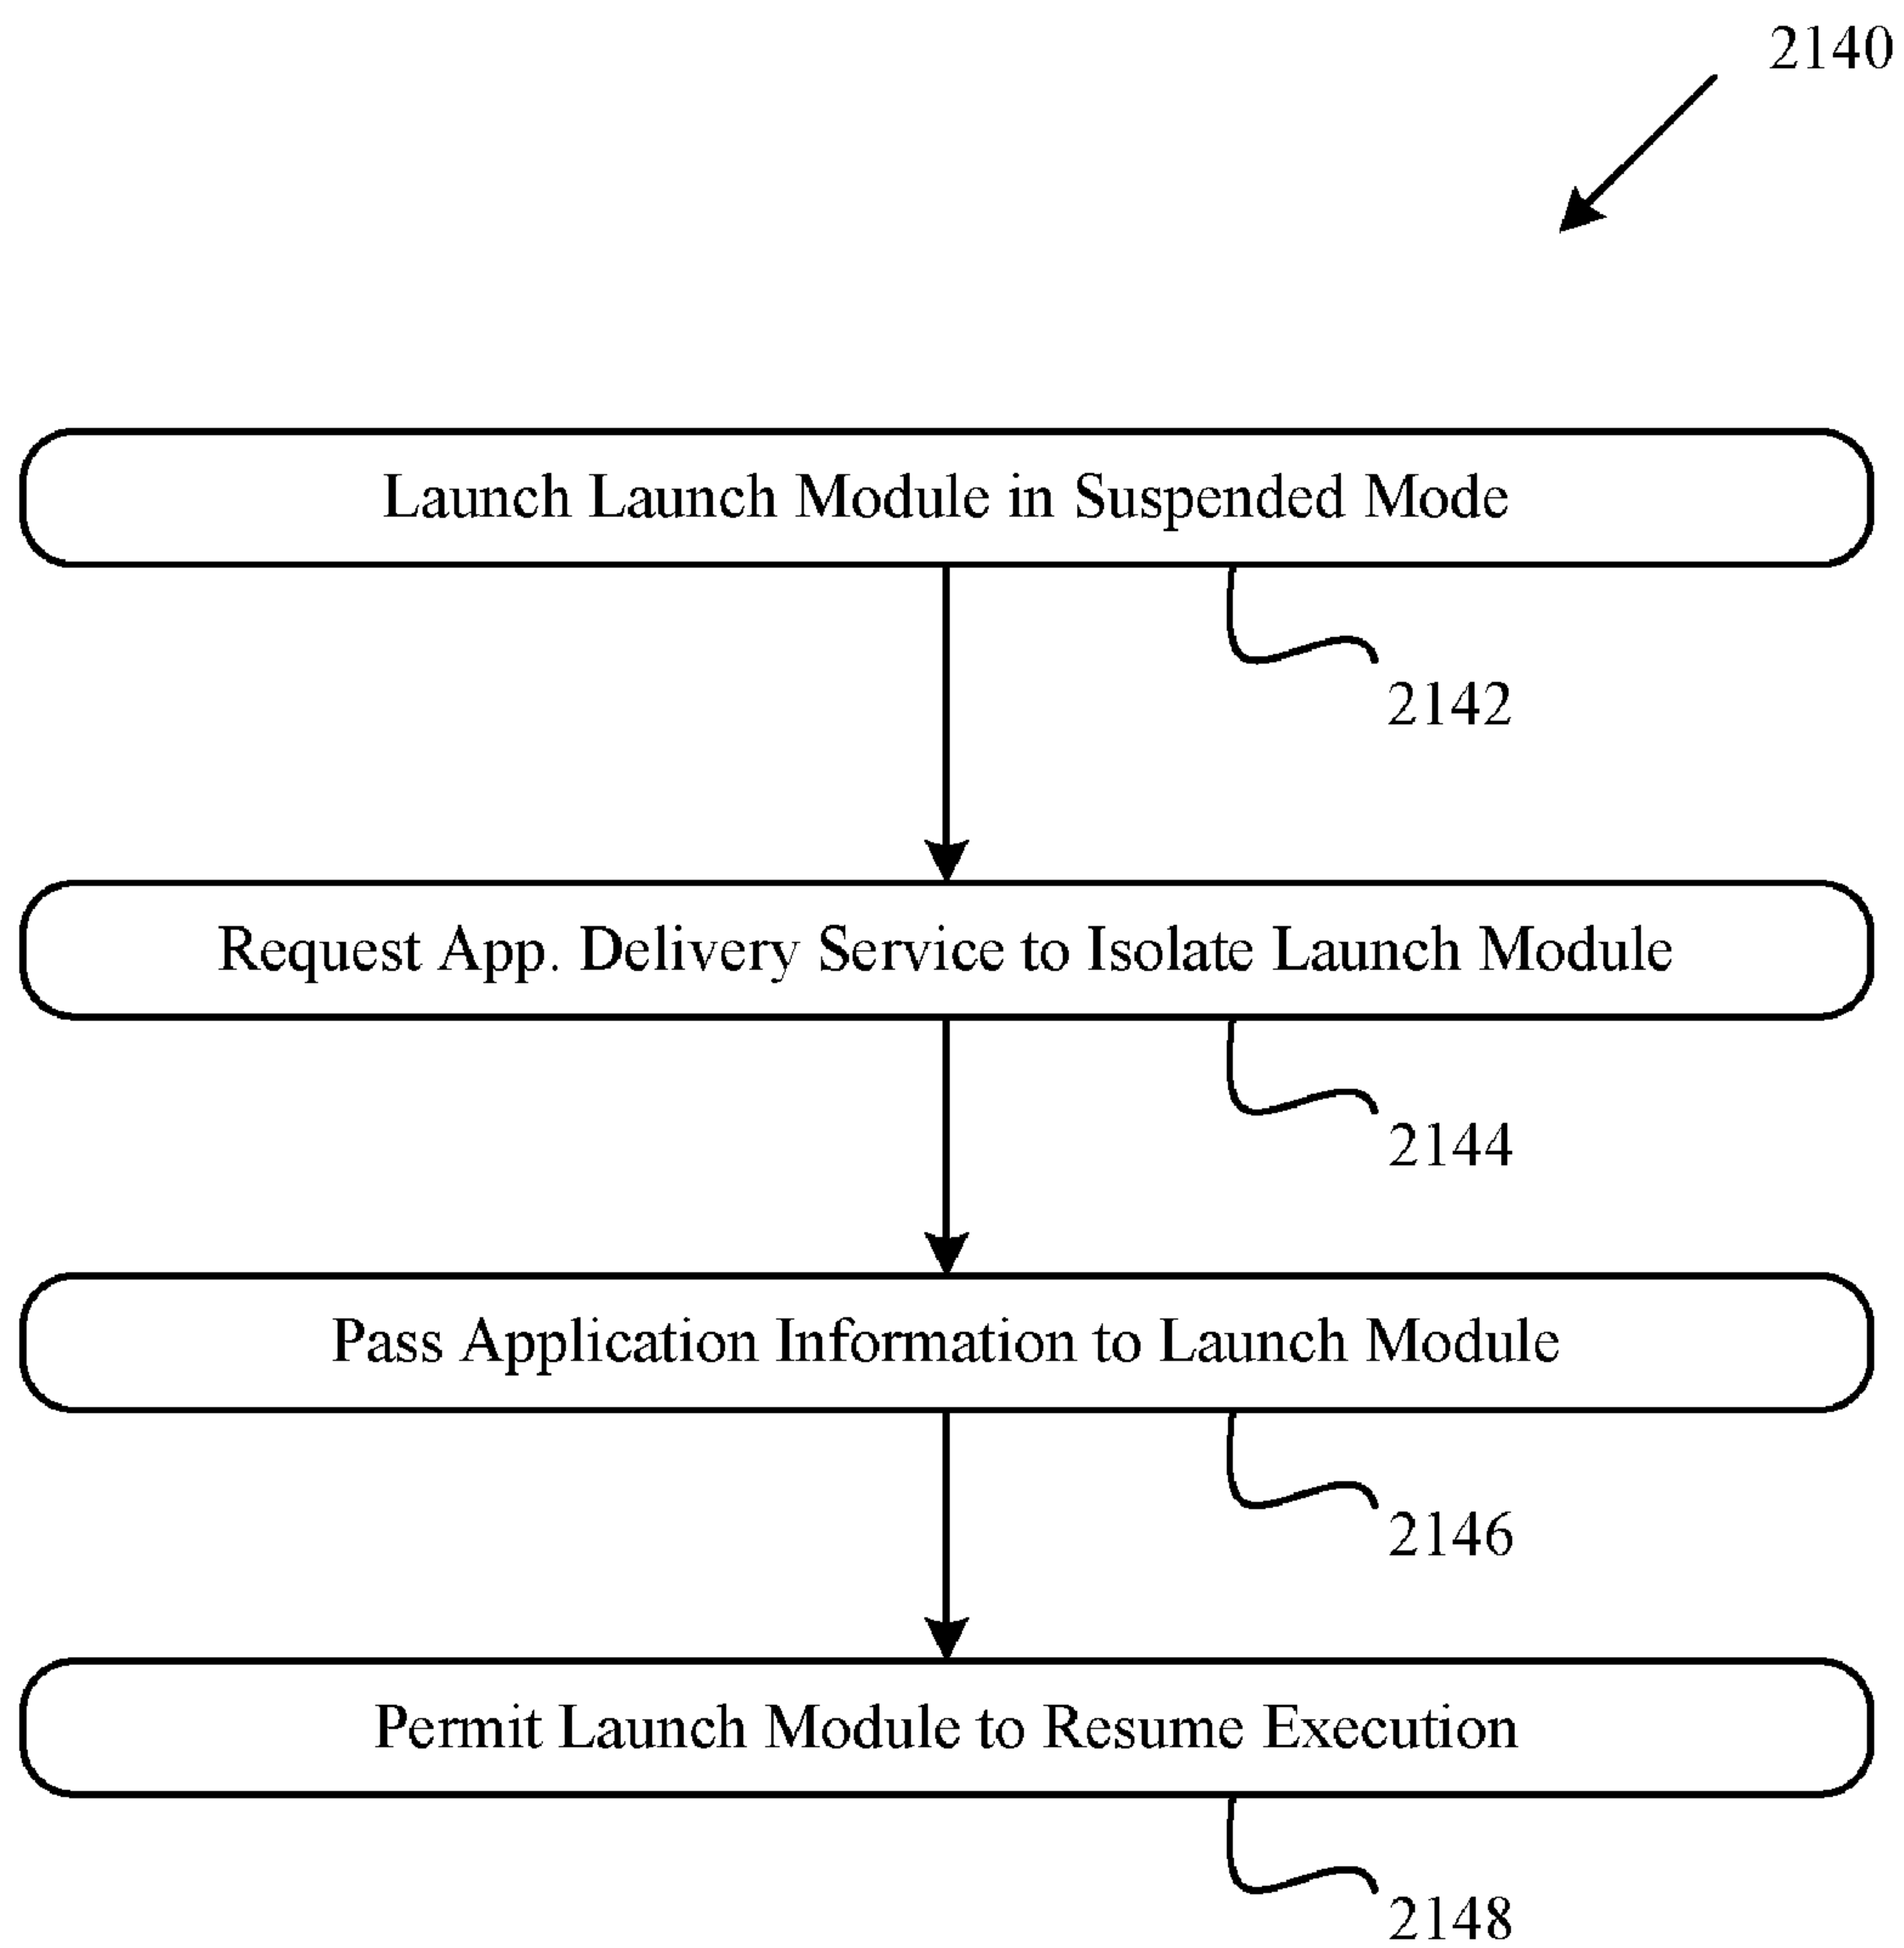 2140
Launch Launch Module in Suspended Mode
2142
Request App. Delivery Service to Isolate Launch Module
2144
Pass Application Information to Launch Module
2146
Permit Launch Module to Resume Execution
2148